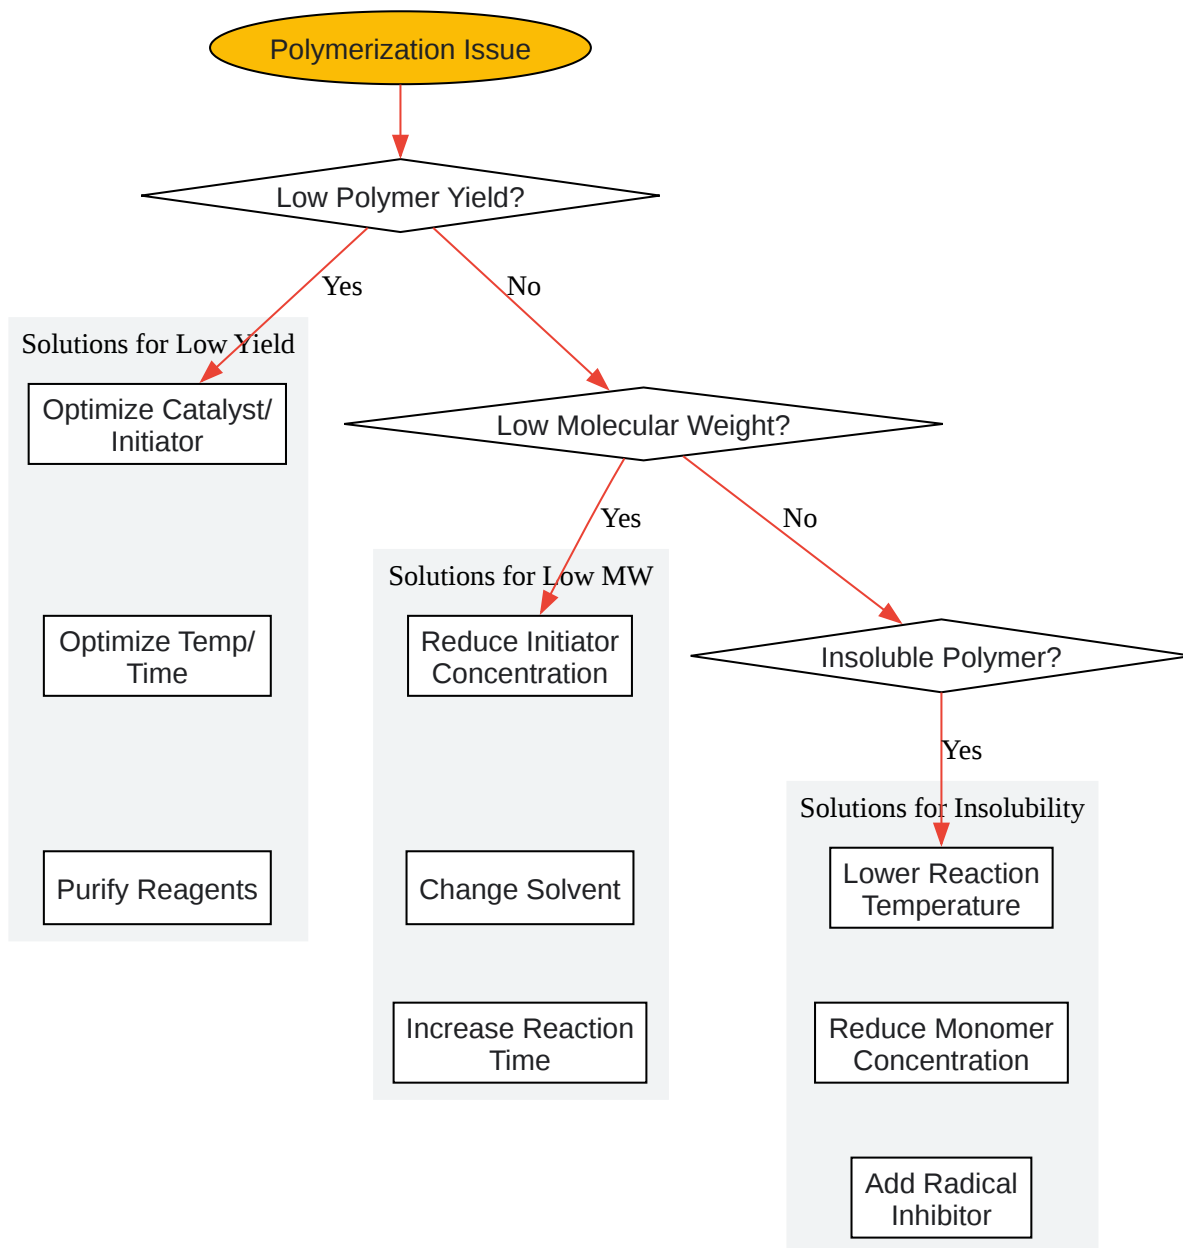 Polymerization Issue
Low Polymer Yield?
Yes
No
Solutions for Low Yield
Optimize Catalyst/
Initiator
Optimize Temp/
Time
Purify Reagents
Low Molecular Weight?
Yes
No
Solutions for Low MW
Reduce Initiator
Concentration
Change Solvent
Increase Reaction
Time
Insoluble Polymer?
Yes
Solutions for Insolubility
Lower Reaction
Temperature
Reduce Monomer
Concentration
Add Radical
Inhibitor